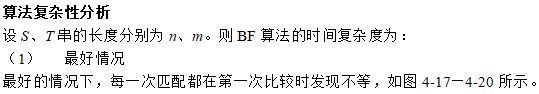 算法复杂性分析
设 S、T 串的长度分别为 n、m。则 BF 算法的时间复杂度为：
（1） 最好情况
最好的情况下，每一次匹配都在第一次比较时发现不等，如图 4-17－4-20 所示。